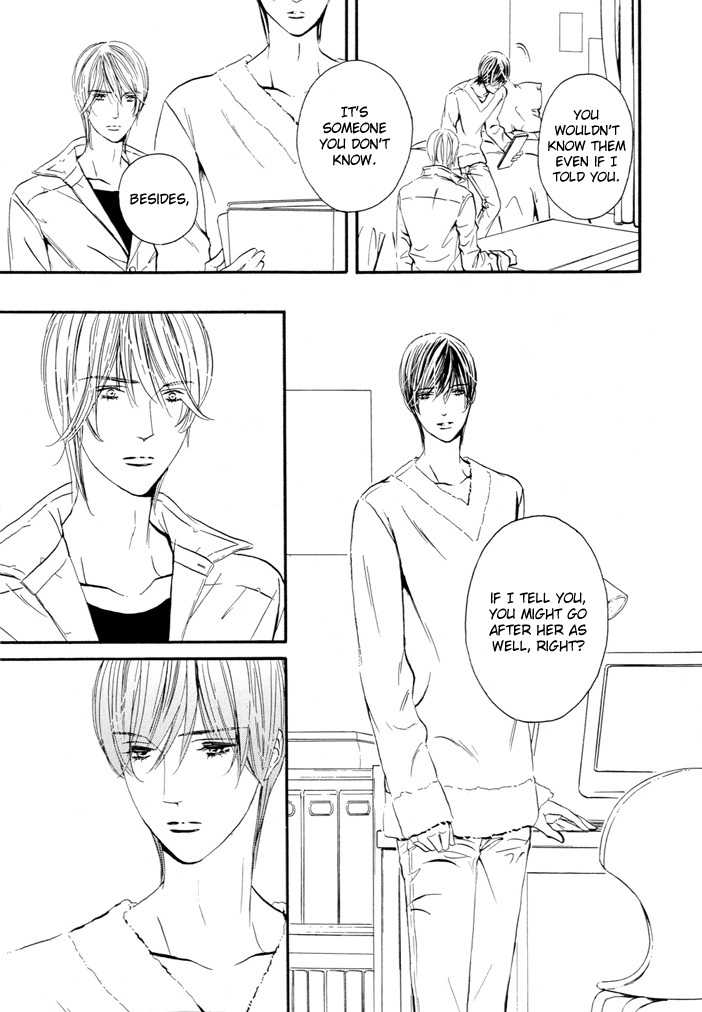 YOU
WOULDN'T
KNOW THEM
EVEN IF I
TOLD YOU.
IT'S
SOMEONE
YOU DON'T
KNOW.
BESIDES,
IF I TELL YOU,
YOU MIGHT GO
AFTER HER AS
WELL, RIGHT?